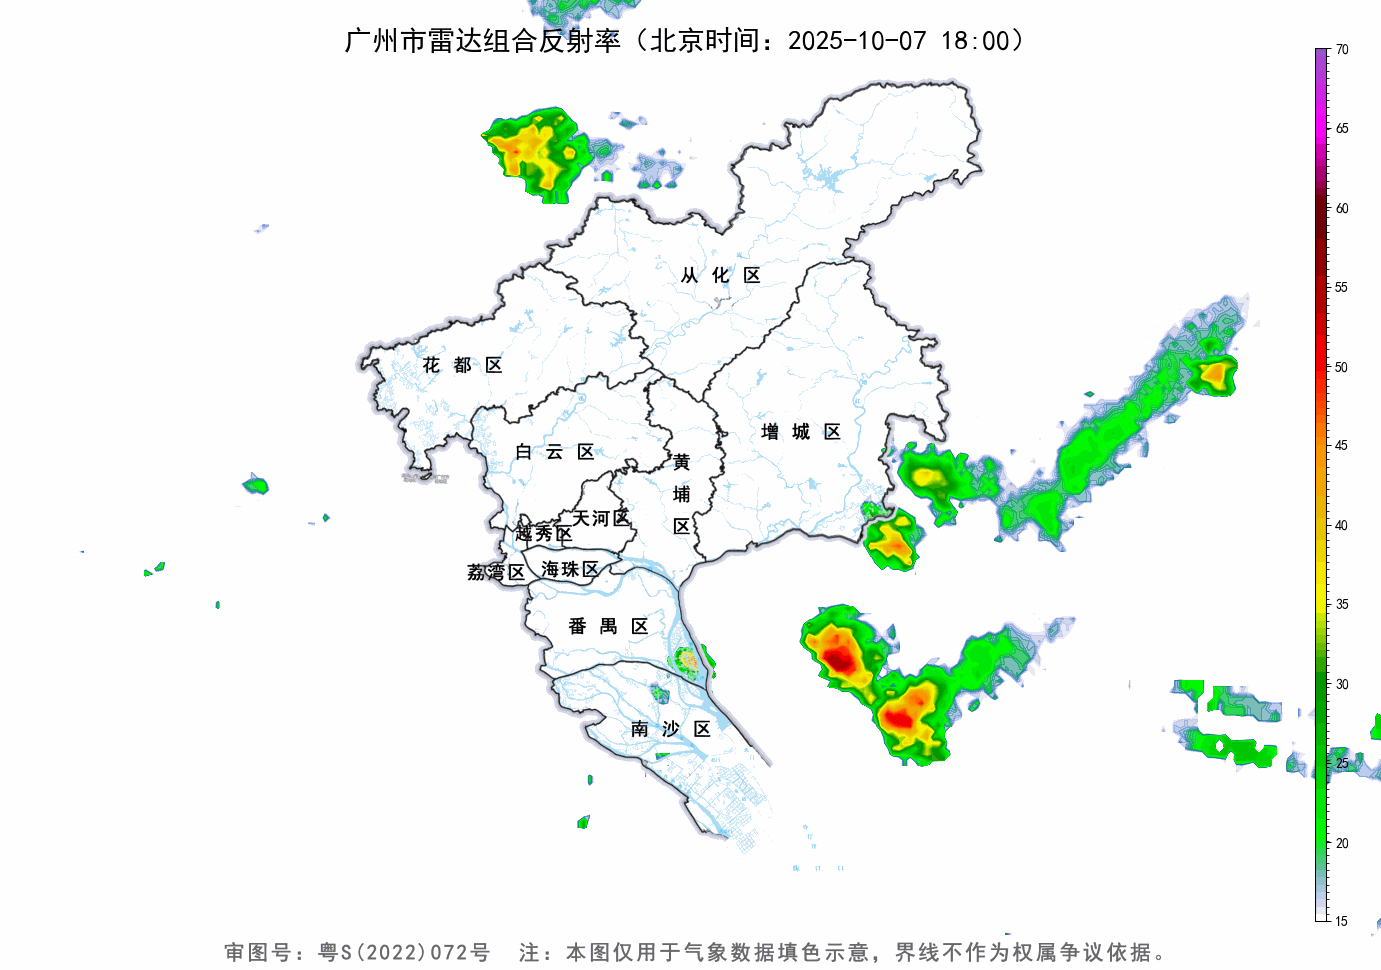 广州市雷达组合反射率（北京时间：2025-10-07 18:00）
70
65
60
55
50
45
40
35
30
25
20
15
从化区
花都区
增城区
白云区
黄埔区
天河区
越秀区
荔湾区
海珠区
番禺区
南沙区
审图号：粤S(2022)072号 注：本图仅用于气象数据填色示意，界线不作为权属争议依据。